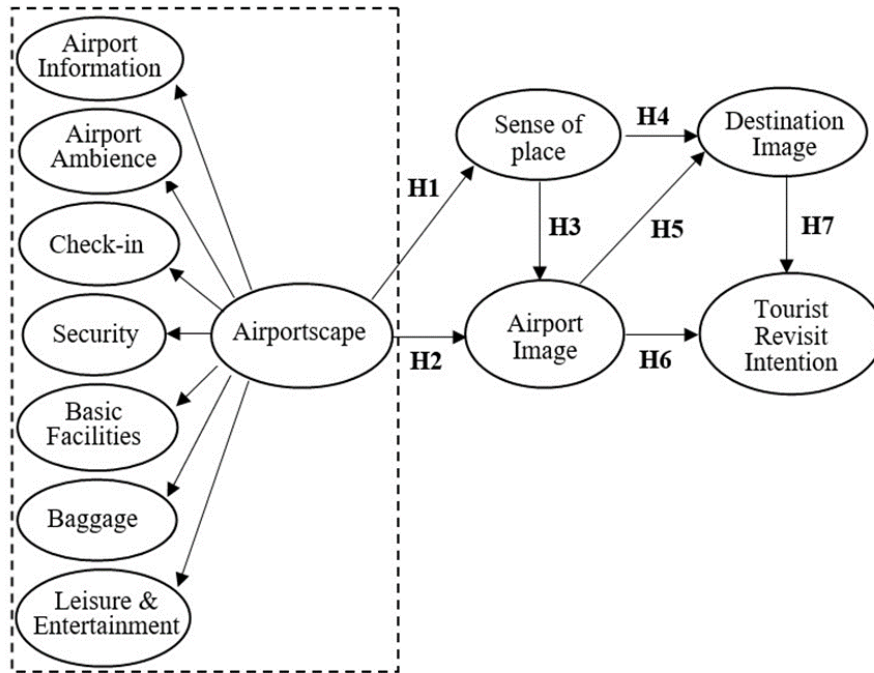 Airport
Information
Airport
Ambience
Check-in
Security
Basic
Facilities
Baggage
Leisure &
Entertainment
Airportscape
H1
H2
Sense of
place
H3
Airport
Image
H4
H5
H6
Destination
Image
H7
Tourist
Revisit
Intention